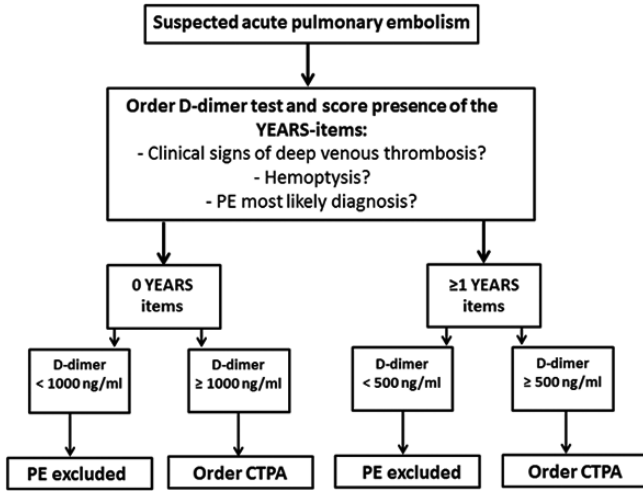 Suspected acute pulmonary embolism
Order D-dimer test and score presence of the
YEARS-items:
- Clinical signs of deep venous thrombosis?
- Hemoptysis?
- PE most likely diagnosis?
0 YEARS
items
≥1 YEARS
items
D-dimer
< 1000 ng/ml
D-dimer
≥ 1000 ng/ml
D-dimer
< 500 ng/ml
D-dimer
≥ 500 ng/ml
PE excluded
Order CTPA
PE excluded
Order CTPA